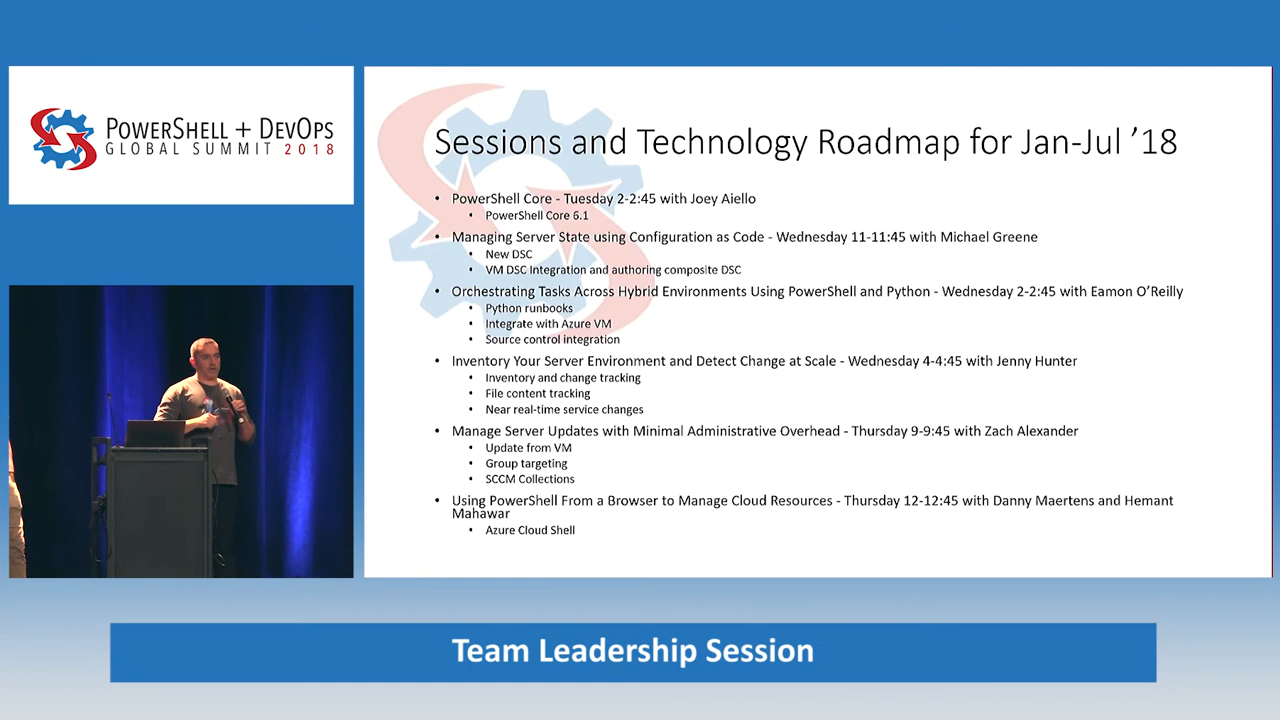 POWERSHELL + DEVOPS
GLOBAL SUMMIT 2018
Sessions and Technology Roadmap for Jan-Jul ’18
• PowerShell Core - Tuesday 2-2:45 with Joey Aiello
• PowerShell Core 6.1
• Managing Server State using Configuration as Code - Wednesday 11-11:45 with Michael Greene
• New DSC
• VM DSC Integration and authoring composite DSC
• Orchestrating Tasks Across Hybrid Environments Using PowerShell and Python - Wednesday 2-2:45 with Eamon O’Reilly
• Python runbooks
• Integrate with Azure VM
• Source control integration
• Inventory Your Server Environment and Detect Change at Scale - Wednesday 4-4:45 with Jenny Hunter
• Inventory and change tracking
• File content tracking
• Near real-time service changes
• Manage Server Updates with Minimal Administrative Overhead - Thursday 9-9:45 with Zach Alexander
• Update from VM
• Group targeting
• SCCM Collections
• Using PowerShell From a Browser to Manage Cloud Resources - Thursday 12-12:45 with Danny Maertens and Hemant
Mahawar
• Azure Cloud Shell
Team Leadership Session